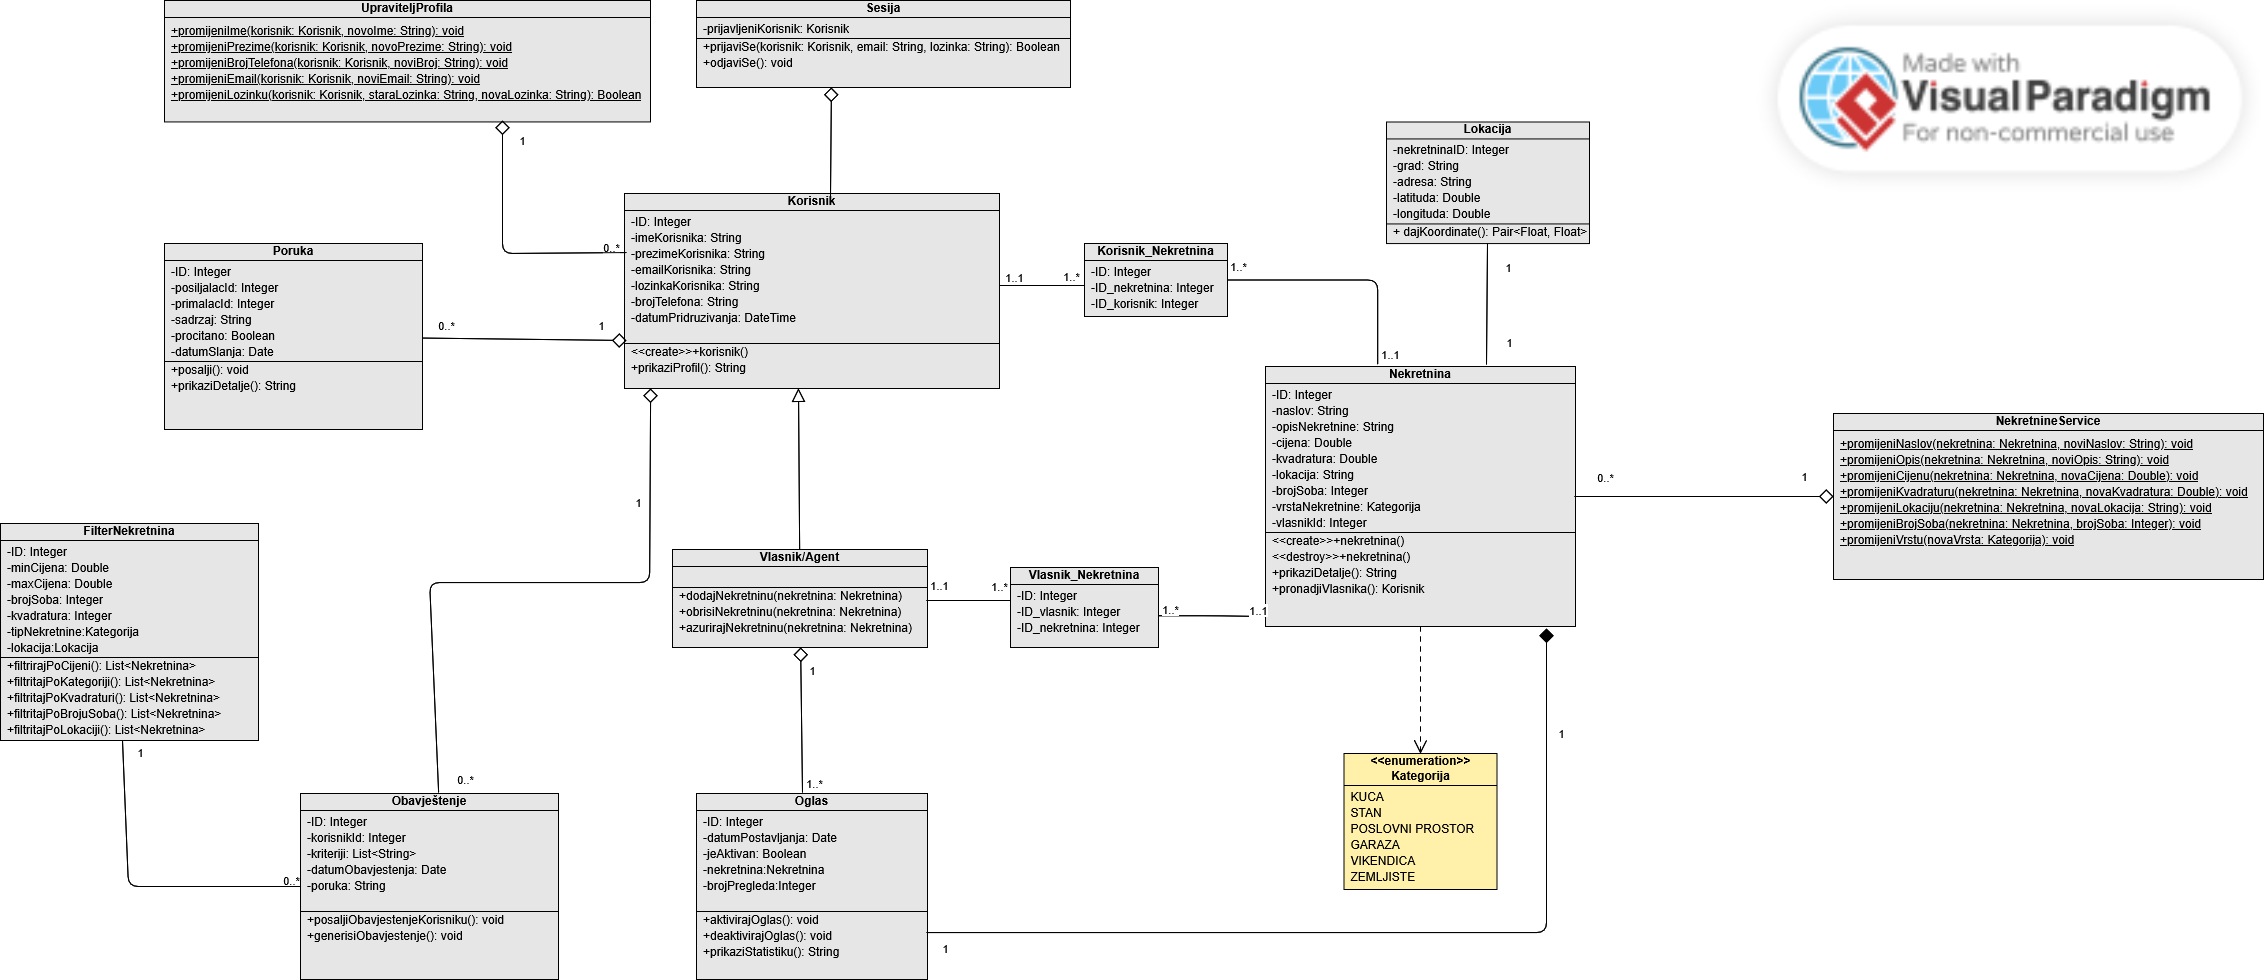 UpraviteljProfila
+promijeniIme(korisnik: Korisnik, novoIme: String): void
+promijeniPrezime(korisnik: Korisnik, novoPrezime: String): void
+promijeniBrojTelefona(korisnik: Korisnik, noviBroj: String): void
+promijeniEmail(korisnik: Korisnik, noviEmail: String): void
+promijeniLozinku(korisnik: Korisnik, staraLozinka: String, novaLozinka: String): Boolean
1
0..*
Sesija
-prijavljeniKorisnik: Korisnik
+prijaviSe(korisnik: Korisnik, email: String, lozinka: String): Boolean
+odjaviSe(): void
Made with
Visual Paradigm
For non-commercial use
Lokacija
-nekretninaID: Integer
-grad: String
-adresa: String
-latituda: Double
-longituda: Double
+ dajKoordinate(): Pair<Float, Float>
1
1
Korisnik
-ID: Integer
-imeKorisnika: String
-prezimeKorisnika: String
-emailKorisnika: String
-lozinkaKorisnika: String
-brojTelefona: String
-datumPridruzivanja: DateTime
<<create>>+korisnik()
+prikaziProfil(): String
1..1
1..*
Korisnik_Nekretnina
-ID: Integer
-ID_nekretnina: Integer
-ID_korisnik: Integer
1..*
1..1
Poruka
-ID: Integer
-posiljalacId: Integer
-primalacId: Integer
-sadrzaj: String
-procitano: Boolean
-datumSlanja: Date
+posalji(): void
+prikaziDetalje(): String
0..*
1
Nekretnina
-ID: Integer
-naslov: String
-opisNekretnine: String
-cijena: Double
-kvadratura: Double
-lokacija: String
-brojSoba: Integer
-vrstaNekretnine: Kategorija
-vlasnikId: Integer
<<create>>+nekretnina()
<<destroy>>+nekretnina()
+prikaziDetalje(): String
+pronadjiVlasnika(): Korisnik
0..*
1
NekretnineService
+promijeniNaslov(nekretnina: Nekretnina, noviNaslov: String): void
+promijeniOpis(nekretnina: Nekretnina, noviOpis: String): void
+promijeniCijenu(nekretnina: Nekretnina, novaCijena: Double): void
+promijeniKvadraturu(nekretnina: Nekretnina, novaKvadratura: Double): void
+promijeniLokaciju(nekretnina: Nekretnina, novaLokacija: String): void
+promijeniBrojSoba(nekretnina: Nekretnina, brojSoba: Integer): void
+promijeniVrstu(novaVrsta: Kategorija): void
1
FilterNekretnina
-ID: Integer
-minCijena: Double
-maxCijena: Double
-brojSoba: Integer
-kvadratura: Integer
-tipNekretnine:Kategorija
-lokacija:Lokacija
+filtrirajPoCijeni(): List<Nekretnina>
+filtritajPoKategoriji(): List<Nekretnina>
+filtritajPoKvadraturi(): List<Nekretnina>
+filtritajPoBrojuSoba(): List<Nekretnina>
+filtritajPoLokaciji(): List<Nekretnina>
1
0..*
Vlasnik/Agent
+dodajNekretninu(nekretnina: Nekretnina)
+obrisiNekretninu(nekretnina: Nekretnina)
+azurirajNekretninu(nekretnina: Nekretnina)
1..1
1..*
Vlasnik_Nekretnina
-ID: Integer
-ID_vlasnik: Integer
-ID_nekretnina: Integer
1..*
1..1
1
1..*
0..*
Obavještenje
-ID: Integer
-korisnikId: Integer
-kriteriji: List<String>
-datumObavjestenja: Date
-poruka: String
+posaljiObavjestenjeKorisniku(): void
+generisiObavjestenje(): void
Oglas
-ID: Integer
-datumPostavljanja: Date
-jeAktivan: Boolean
-nekretnina:Nekretnina
-brojPregleda:Integer
+aktivirajOglas(): void
+deaktivirajOglas(): void
+prikaziStatistiku(): String
1
1
<<enumeration>>
Kategorija
KUCA
STAN
POSLOVNI PROSTOR
GARAZA
VIKENDICA
ZEMLJISTE